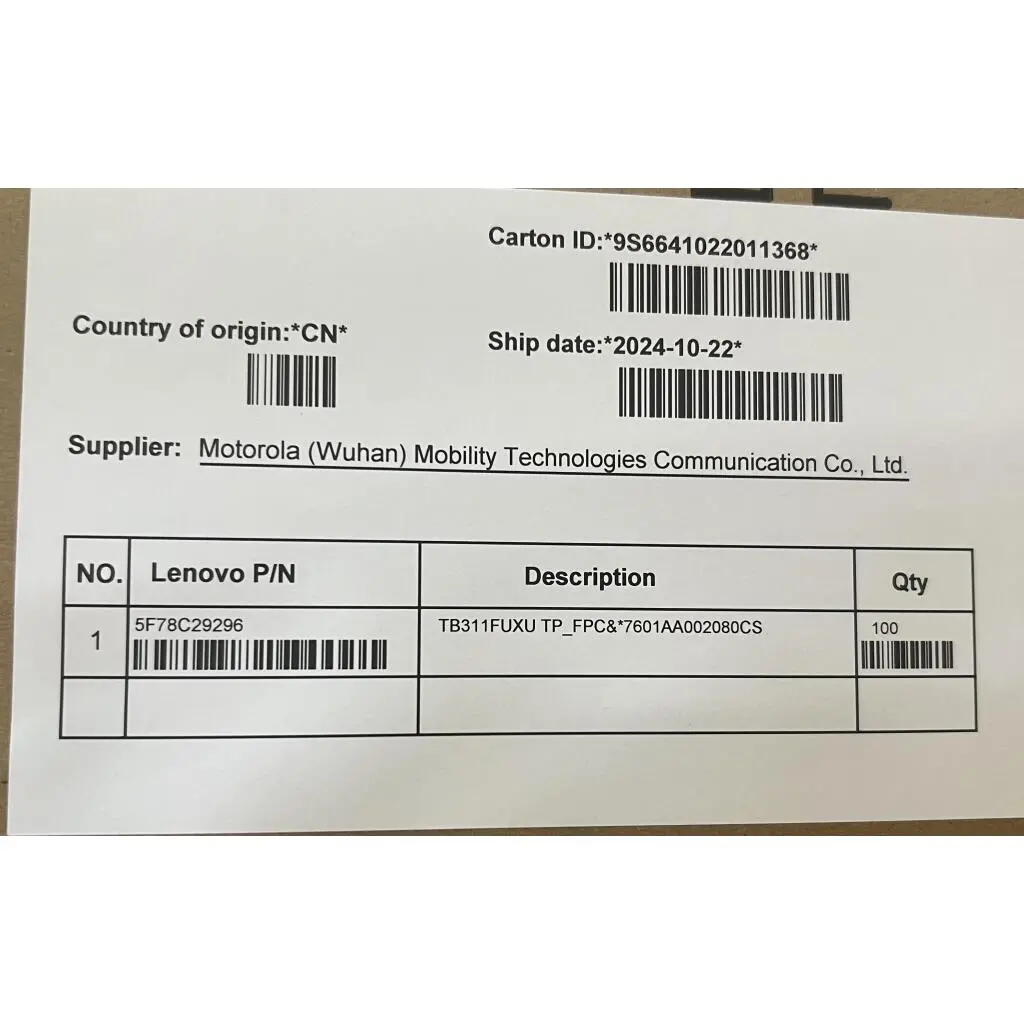 Carton ID:*9S6641022011368*
Country of origin:*CN*
Ship date:*2024-10-22*
Supplier: Motorola (Wuhan) Mobility Technologies Communication Co., Ltd.
NO. Lenovo P/N Description Qty
1 5F78C29296 TB311FUXU TP_FPC&*7601AA002080CS 100